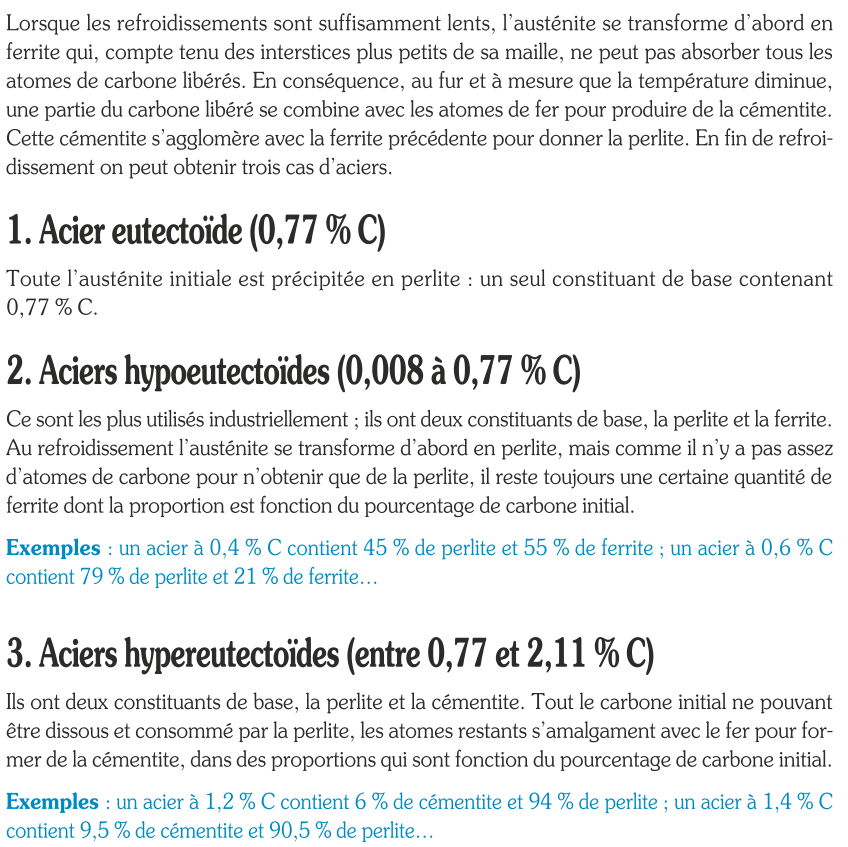 Lorsque les refroidissements sont suffisamment lents, l’austénite se transforme d’abord en
ferrite qui, compte tenu des interstices plus petits de sa maille, ne peut pas absorber tous les
atomes de carbone libérés. En conséquence, au fur et à mesure que la température diminue,
une partie du carbone libéré se combine avec les atomes de fer pour produire de la cémentite.
Cette cémentite s’agglomère avec la ferrite précédente pour donner la perlite. En fin de refroi-
dissement on peut obtenir trois cas d’aciers.
1. Acier eutectoïde (0,77 % C)
Toute l’austénite initiale est précipitée en perlite : un seul constituant de base contenant
0,77 % C.
2. Aciers hypoeutectoïdes (0,008 à 0,77 % C)
Ce sont les plus utilisés industriellement ; ils ont deux constituants de base, la perlite et la ferrite.
Au refroidissement l’austénite se transforme d’abord en perlite, mais comme il n’y a pas assez
d’atomes de carbone pour n’obtenir que de la perlite, il reste toujours une certaine quantité de
ferrite dont la proportion est fonction du pourcentage de carbone initial.
Exemples : un acier à 0,4 % C contient 45 % de perlite et 55 % de ferrite ; un acier à 0,6 % C
contient 79 % de perlite et 21 % de ferrite…
3. Aciers hypereutectoïdes (entre 0,77 et 2,11 % C)
Ils ont deux constituants de base, la perlite et la cémentite. Tout le carbone initial ne pouvant
être dissous et consommé par la perlite, les atomes restants s’amalgament avec le fer pour for-
mer de la cémentite, dans des proportions qui sont fonction du pourcentage de carbone initial.
Exemples : un acier à 1,2 % C contient 6 % de cémentite et 94 % de perlite ; un acier à 1,4 % C
contient 9,5 % de cémentite et 90,5 % de perlite…